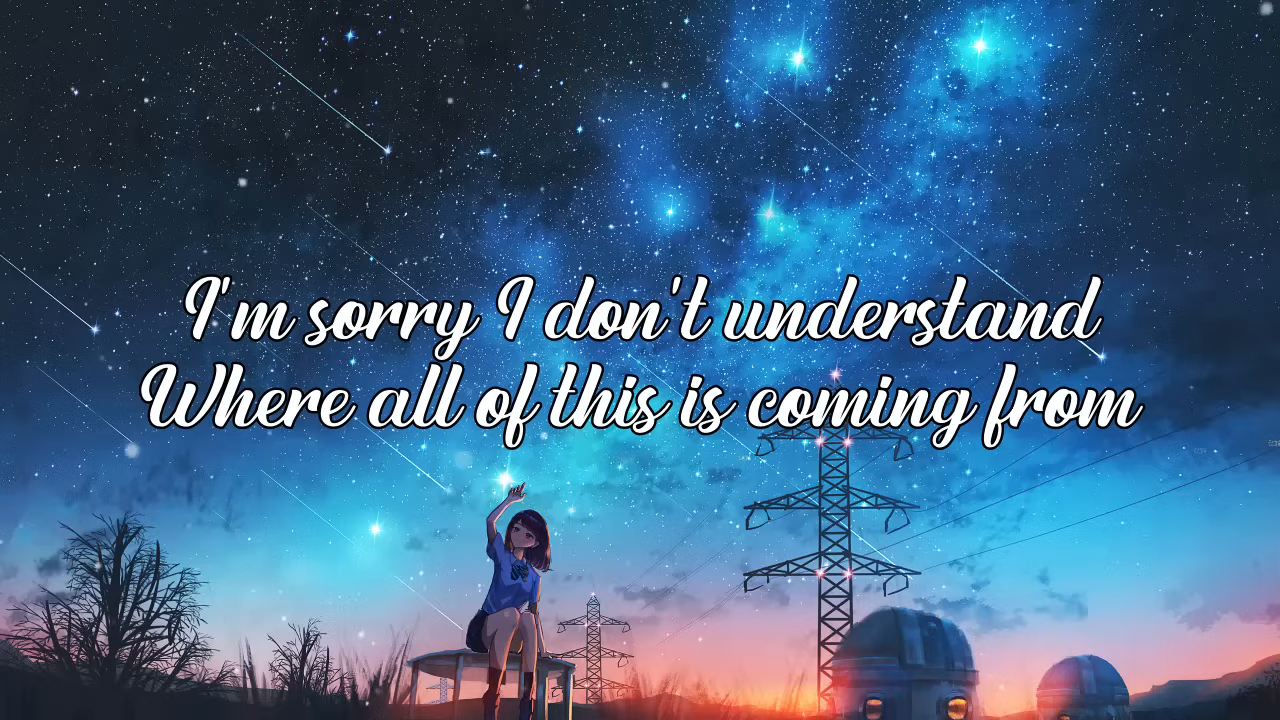 I'm sorry I don't understand
Where all of this is coming from